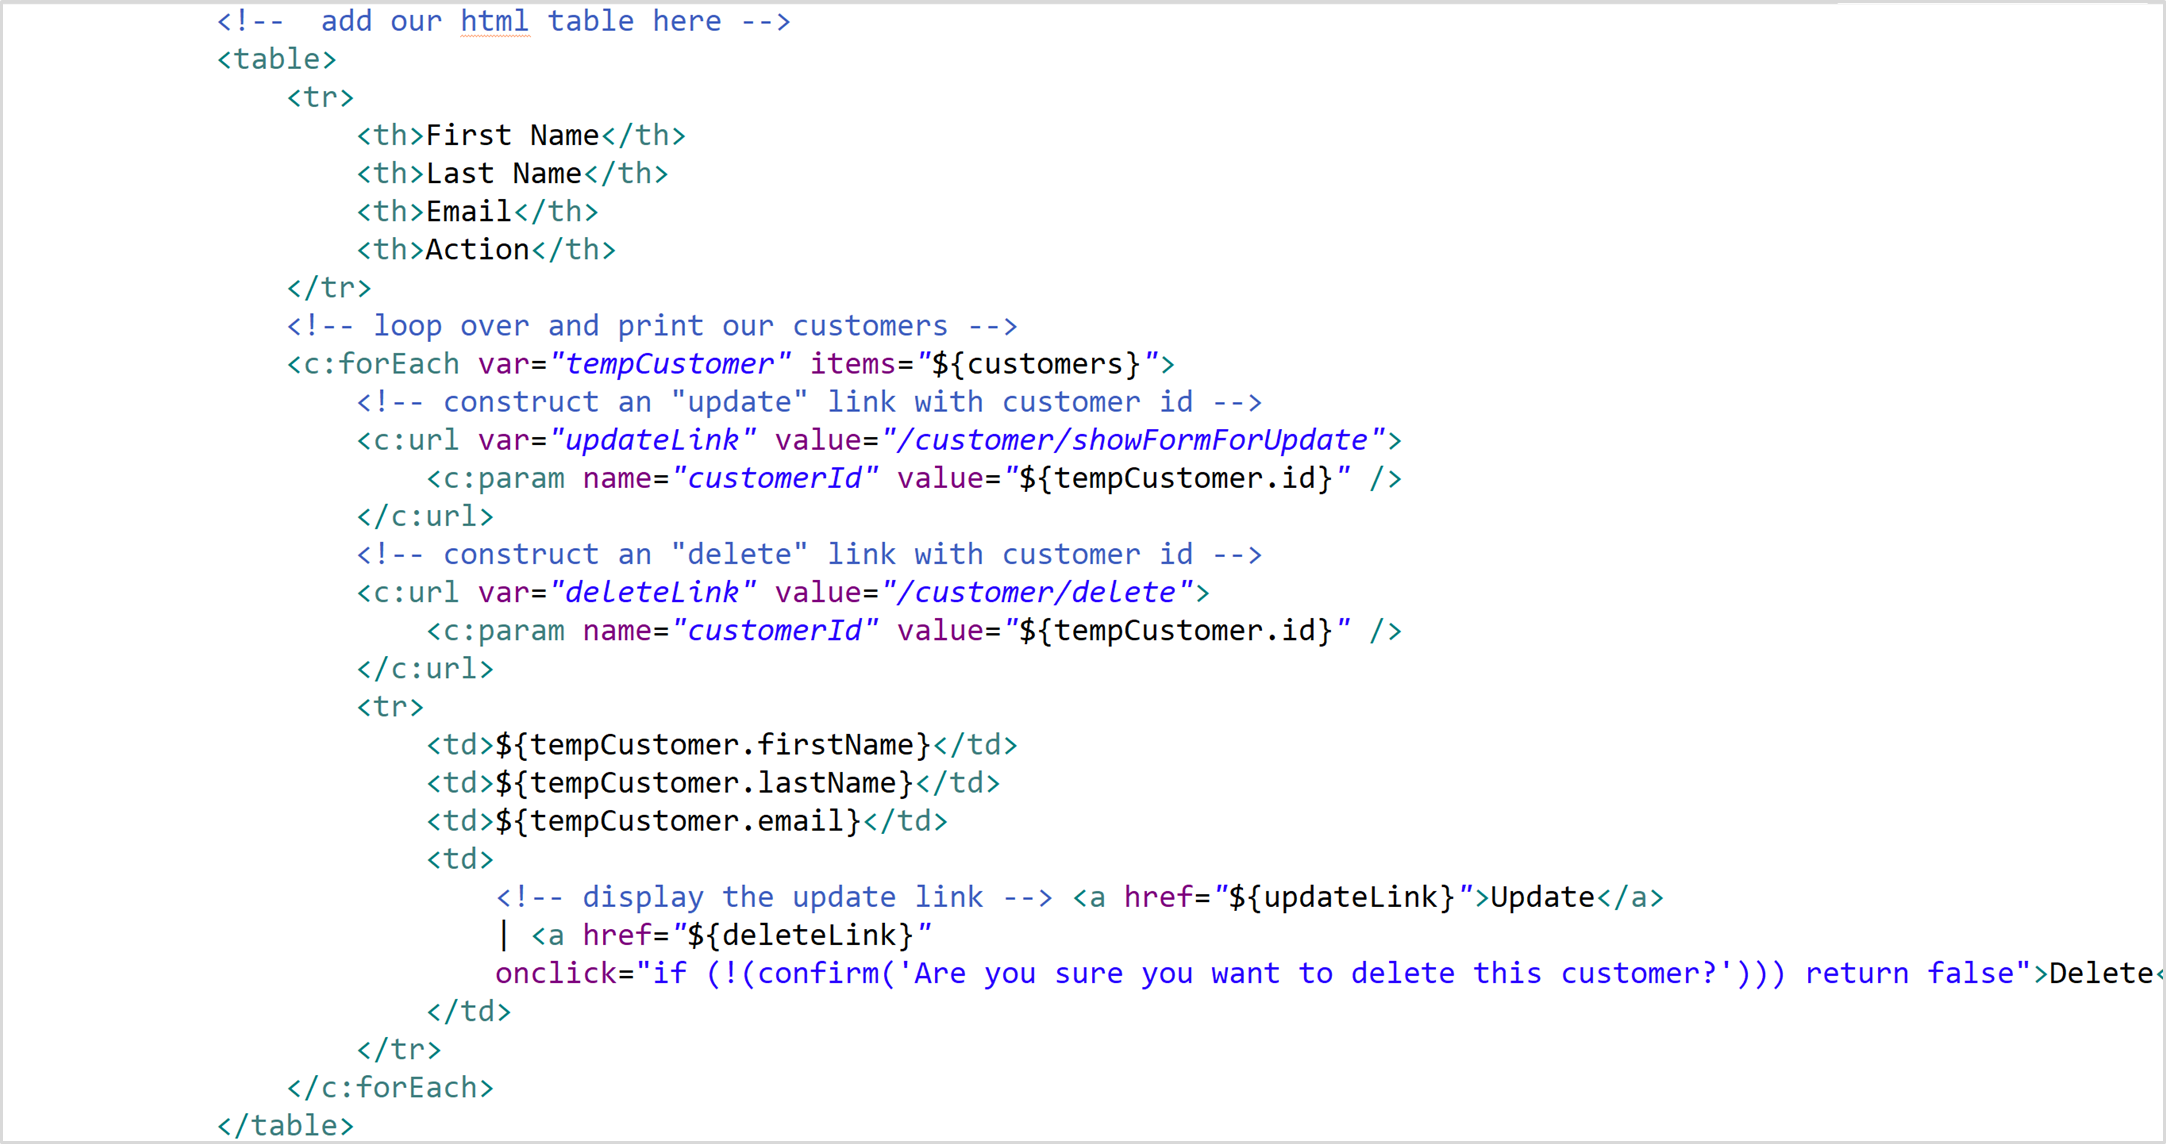 <!--  add our html table here -->
<table>
    <tr>
        <th>First Name</th>
        <th>Last Name</th>
        <th>Email</th>
        <th>Action</th>
    </tr>
    <!-- loop over and print our customers -->
    <c:forEach var="tempCustomer" items="${customers}">
        <!-- construct an "update" link with customer id -->
        <c:url var="updateLink" value="/customer/showFormForUpdate">
            <c:param name="customerId" value="${tempCustomer.id}" />
        </c:url>
        <!-- construct an "delete" link with customer id -->
        <c:url var="deleteLink" value="/customer/delete">
            <c:param name="customerId" value="${tempCustomer.id}" />
        </c:url>
        <tr>
            <td>${tempCustomer.firstName}</td>
            <td>${tempCustomer.lastName}</td>
            <td>${tempCustomer.email}</td>
            <td>
                <!-- display the update link --> <a href="${updateLink}">Update</a>
                | <a href="${deleteLink}"
                onclick="if (!(confirm('Are you sure you want to delete this customer?'))) return false">Delete<
            </td>
        </tr>
    </c:forEach>
</table>